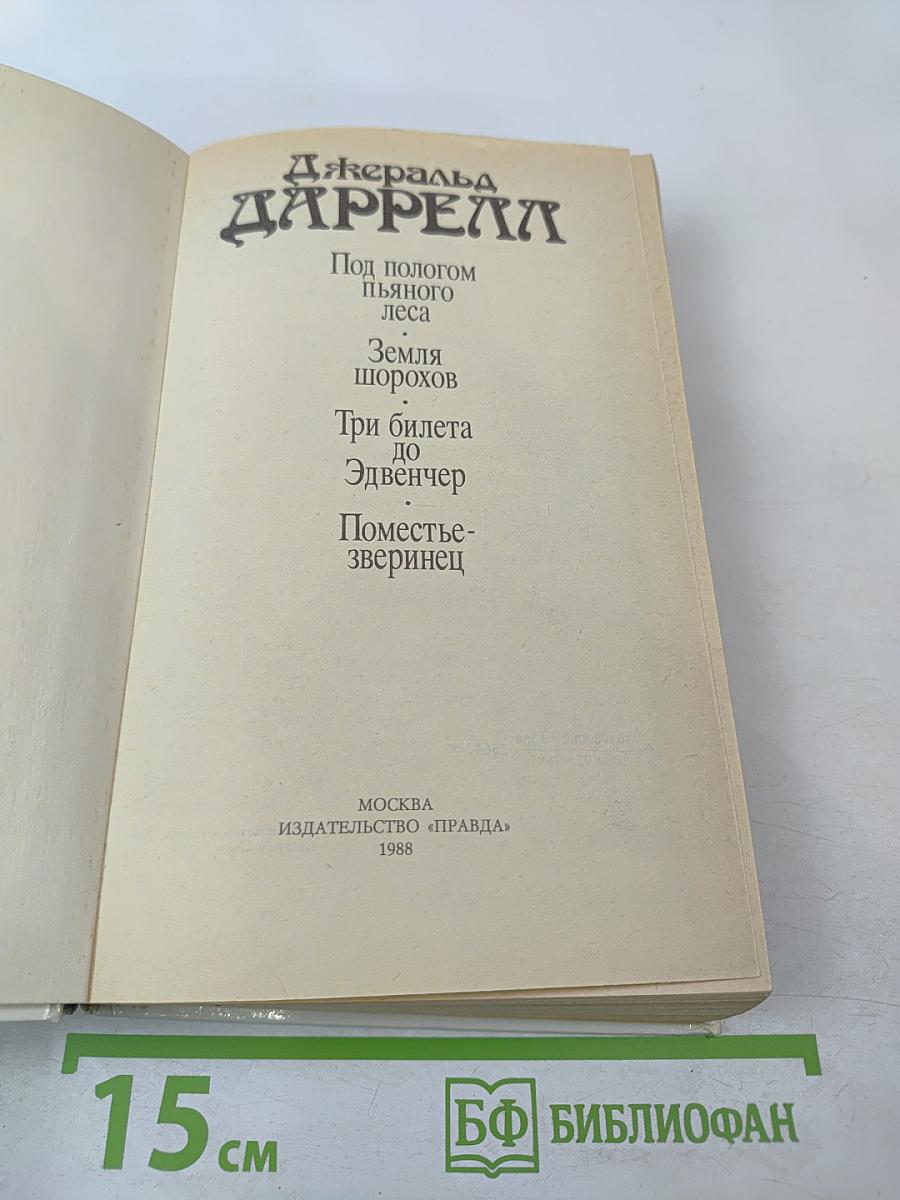 Джеральд
ДАРРЕЛЛ
Под пологом
пьяного
леса
·
Земля
шорохов
·
Три билета
до
Эдвенчер
·
Поместье-
зверинец
МОСКВА
ИЗДАТЕЛЬСТВО «ПРАВДА»
1988
15 см
БФ БИБЛИОФАН